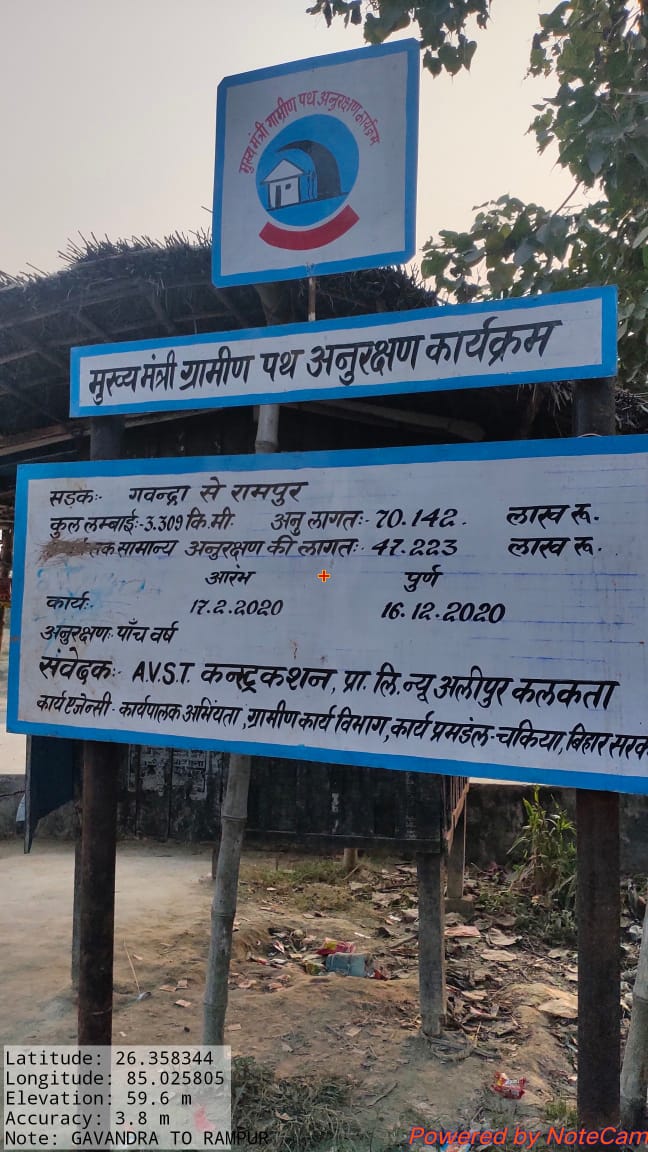 मुख्य मंत्री ग्रामीण पथ अनुरक्षण कार्यक्रम
मुख्य मंत्री ग्रामीण पथ अनुरक्षण कार्यक्रम
सड़कः- गवन्द्रा से रामपुर
कुल लम्बाईः-3.309 कि.मी. अनु लागतः- 70.142. लाख रू.
तक सामान्य अनुरक्षण की लागतः 47.223 लाख रू.
आरंभ पुर्ण
कार्यः- 17.2.2020 16.12.2020
अनुरक्षणः पाँच वर्ष
संवेदकः- A.V.S.T. कन्स्ट्रकशन, प्रा. लि. न्यू अलीपुर कलकता
कार्य एजेन्सी - कार्यपालक अभियता, ग्रामीण कार्य विभाग, कार्य प्रमंडल-चकिया, बिहार सरक
Latitude: 26.358344
Longitude: 85.025805
Elevation: 59.6 m
Accuracy: 3.8 m
Note: GAVANDRA TO RAMPUR
Powered by NoteCam